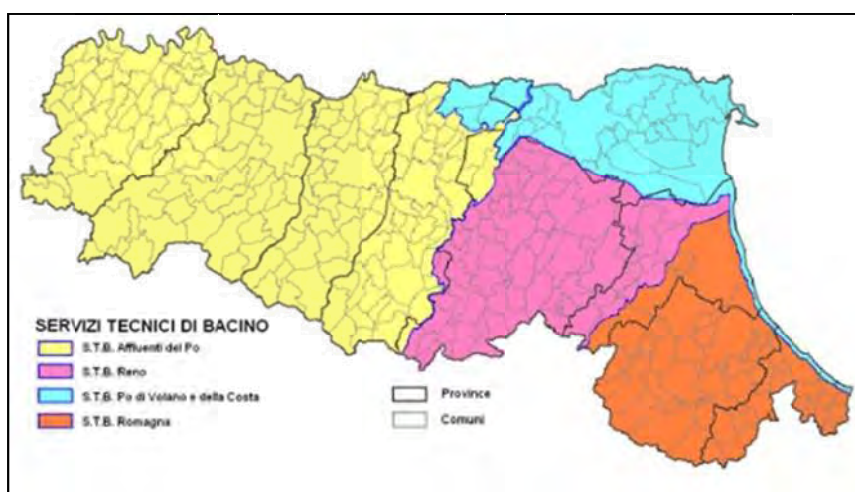 SERVIZI TECNICI DI BACINO
S.T.B. Affluenti del Po
S.T.B. Reno
S.T.B. Po di Volano e della Costa
S.T.B. Romagna
Province
Comuni